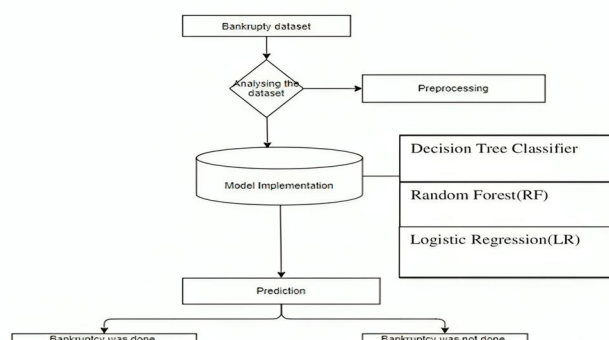 Bankrupty dataset
Analysing the
dataset
Preprocessing
Decision Tree Classifier
Model Implementation
Random Forest(RF)
Logistic Regression(LR)
Prediction
Bankruptcy was done
Bankruptcy was not done